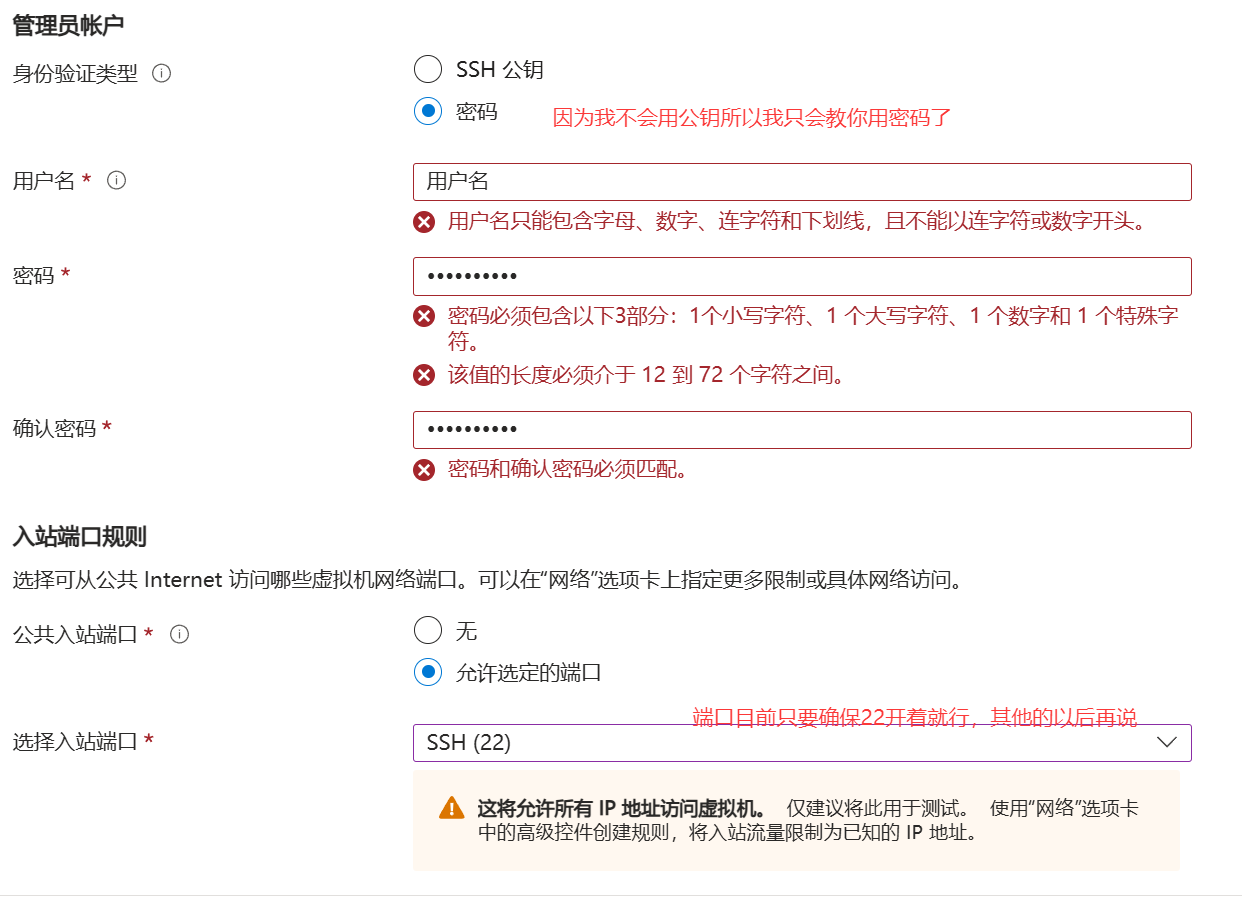 管理员帐户
身份验证类型
SSH 公钥
密码
因为我不会用公钥所以我只会教你用密码了
用户名 *
用户名
用户名只能包含字母、数字、连字符和下划线，且不能以连字符或数字开头。
密码 *
••••••••••
密码必须包含以下3部分：1个小写字符、1 个大写字符、1 个数字和 1 个特殊字
符。
该值的长度必须介于 12 到 72 个字符之间。
确认密码 *
••••••••••
密码和确认密码必须匹配。
入站端口规则
选择可从公共 Internet 访问哪些虚拟机网络端口。可以在“网络”选项卡上指定更多限制或具体网络访问。
公共入站端口 *
无
允许选定的端口
端口目前只要确保22开着就行，其他的以后再说
选择入站端口 *
SSH (22)
这将允许所有 IP 地址访问虚拟机。 仅建议将此用于测试。 使用“网络”选项卡
中的高级控件创建规则，将入站流量限制为已知的 IP 地址。